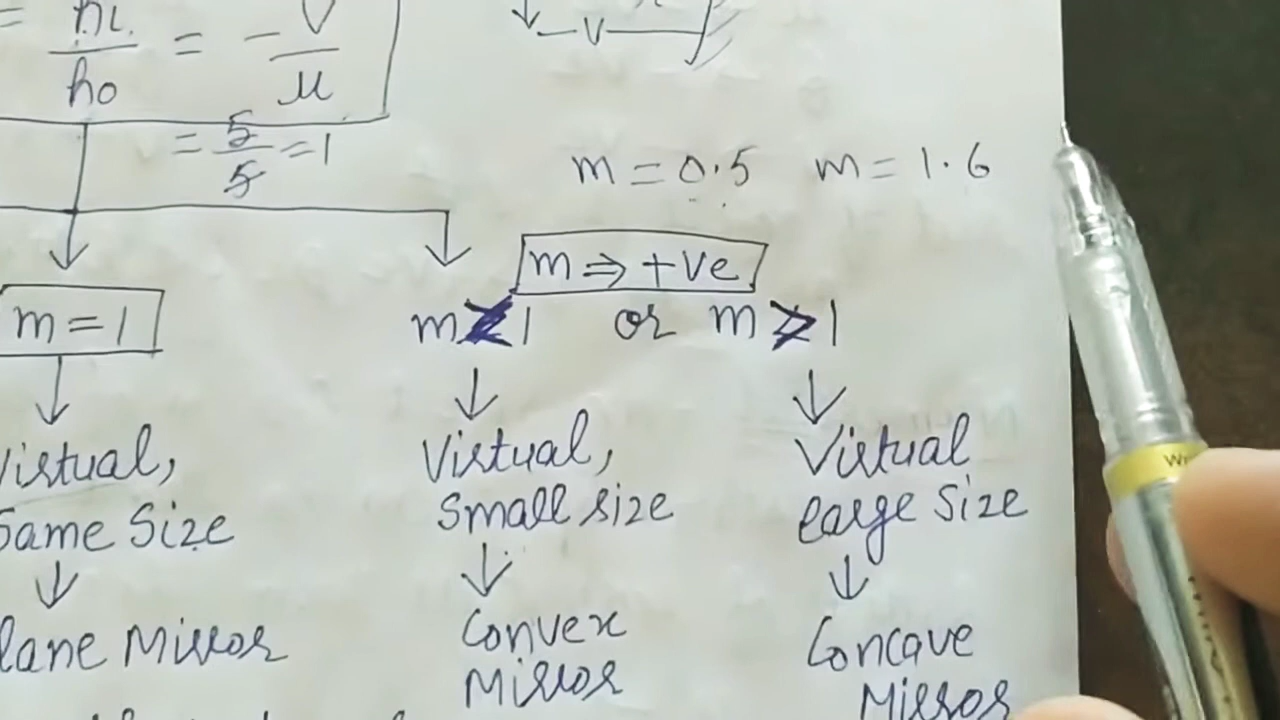 = hi/ho = - v/u
V
= 5/5 = 1
m = 0.5 m = 1.6
m ⇒ +ve
m = 1
m < 1 or m > 1
Virtual,
Same Size
Virtual,
Small size
Virtual
large Size
Plane Mirror
Convex
Mirror
Concave
Mirror